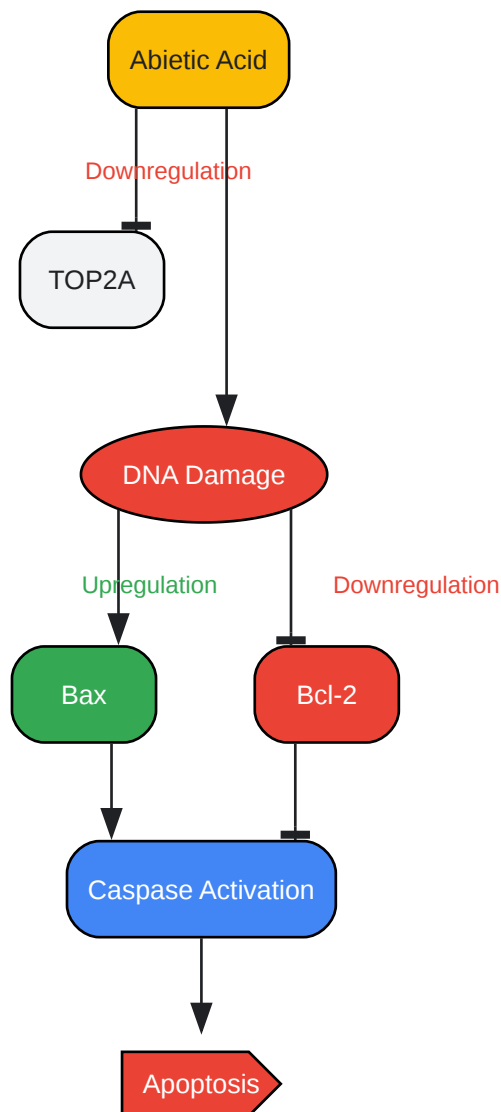 Abietic Acid
Downregulation
TOP2A
DNA Damage
Upregulation
Downregulation
Bax
Bcl-2
Caspase Activation
Apoptosis